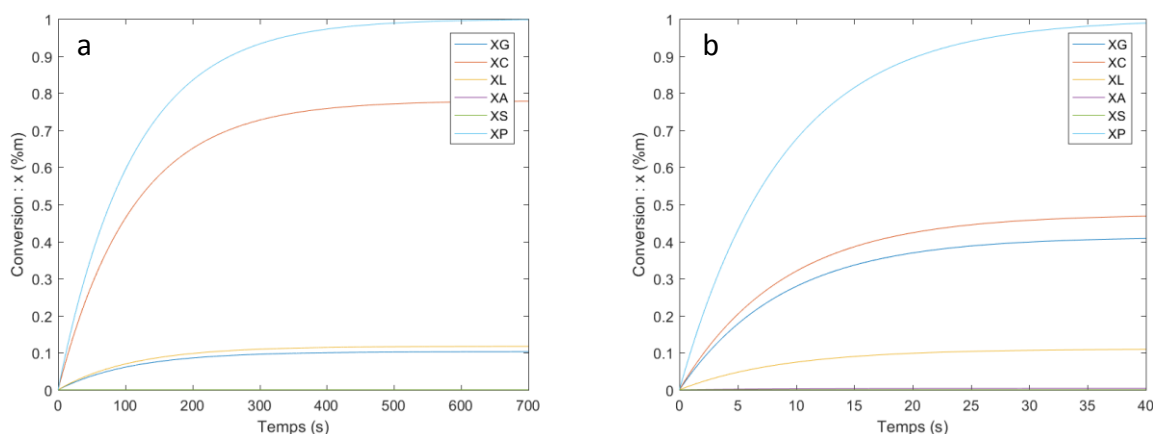 a
1
0.9
0.8
0.7
0.6
0.5
0.4
0.3
0.2
0.1
0
Conversion : x (%m)
0 100 200 300 400 500 600 700
Temps (s)
XG
XC
XL
XA
XS
XP
b
1
0.9
0.8
0.7
0.6
0.5
0.4
0.3
0.2
0.1
0
Conversion : x (%m)
0 5 10 15 20 25 30 35 40
Temps (s)
XG
XC
XL
XA
XS
XP